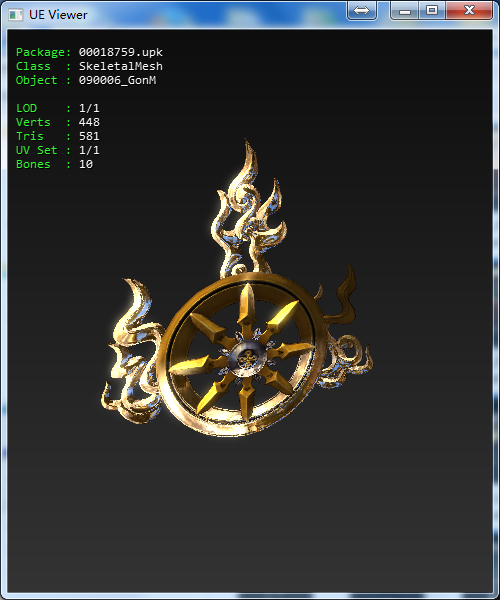 UE Viewer
Package: 00018759.upk
Class : SkeletalMesh
Object : 090006_GonM
LOD : 1/1
Verts : 448
Tris : 581
UV Set : 1/1
Bones : 10